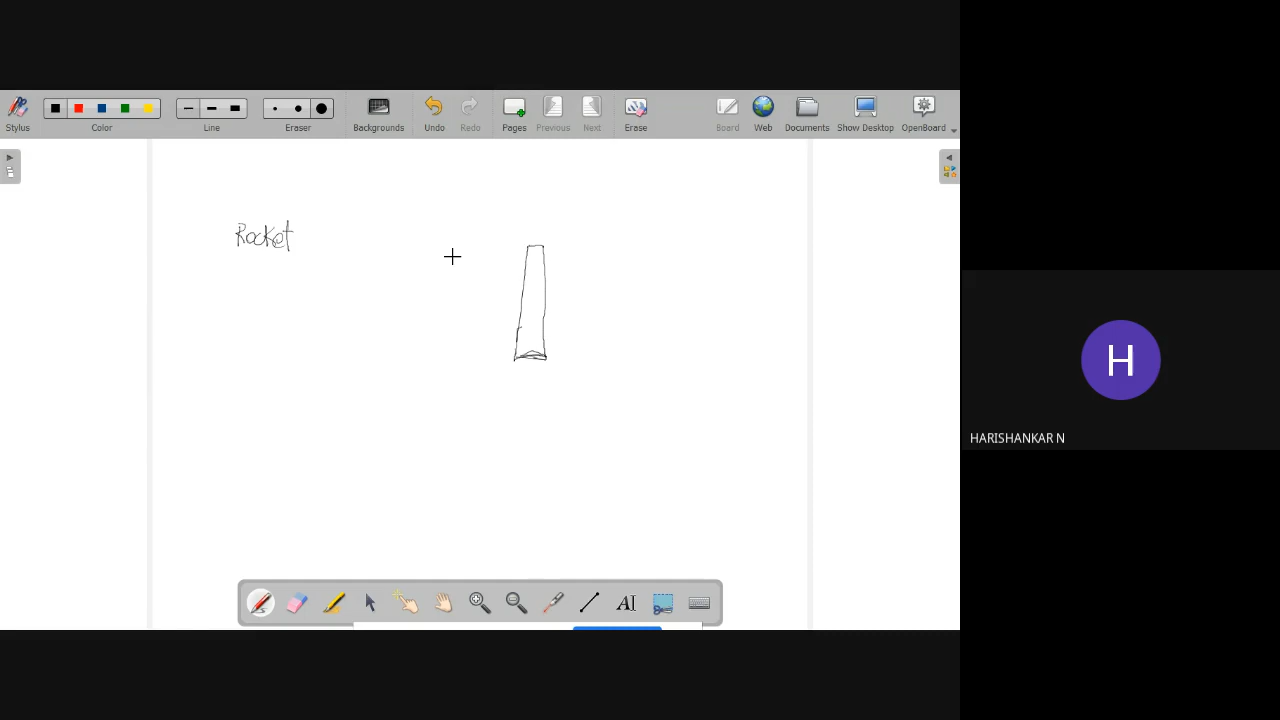 Stylus
Color
Line
Eraser
Backgrounds
Undo
Redo
Pages
Previous
Next
Erase
Board
Web
Documents
Show Desktop
OpenBoard
Rocket
AI
H
HARISHANKAR N